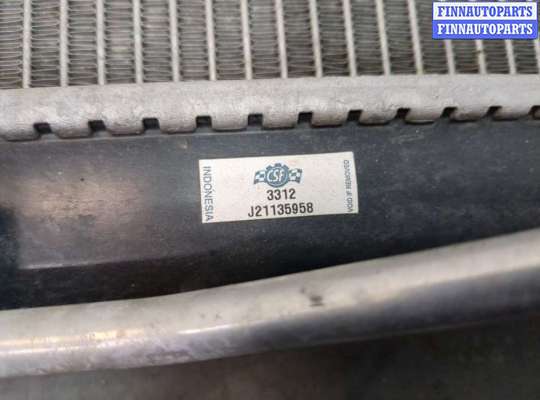 FINNAUTOPARTS
FINNAUTOPARTS
INDONESIA
CSF
3312
J21135958
VOID IF REMOVED